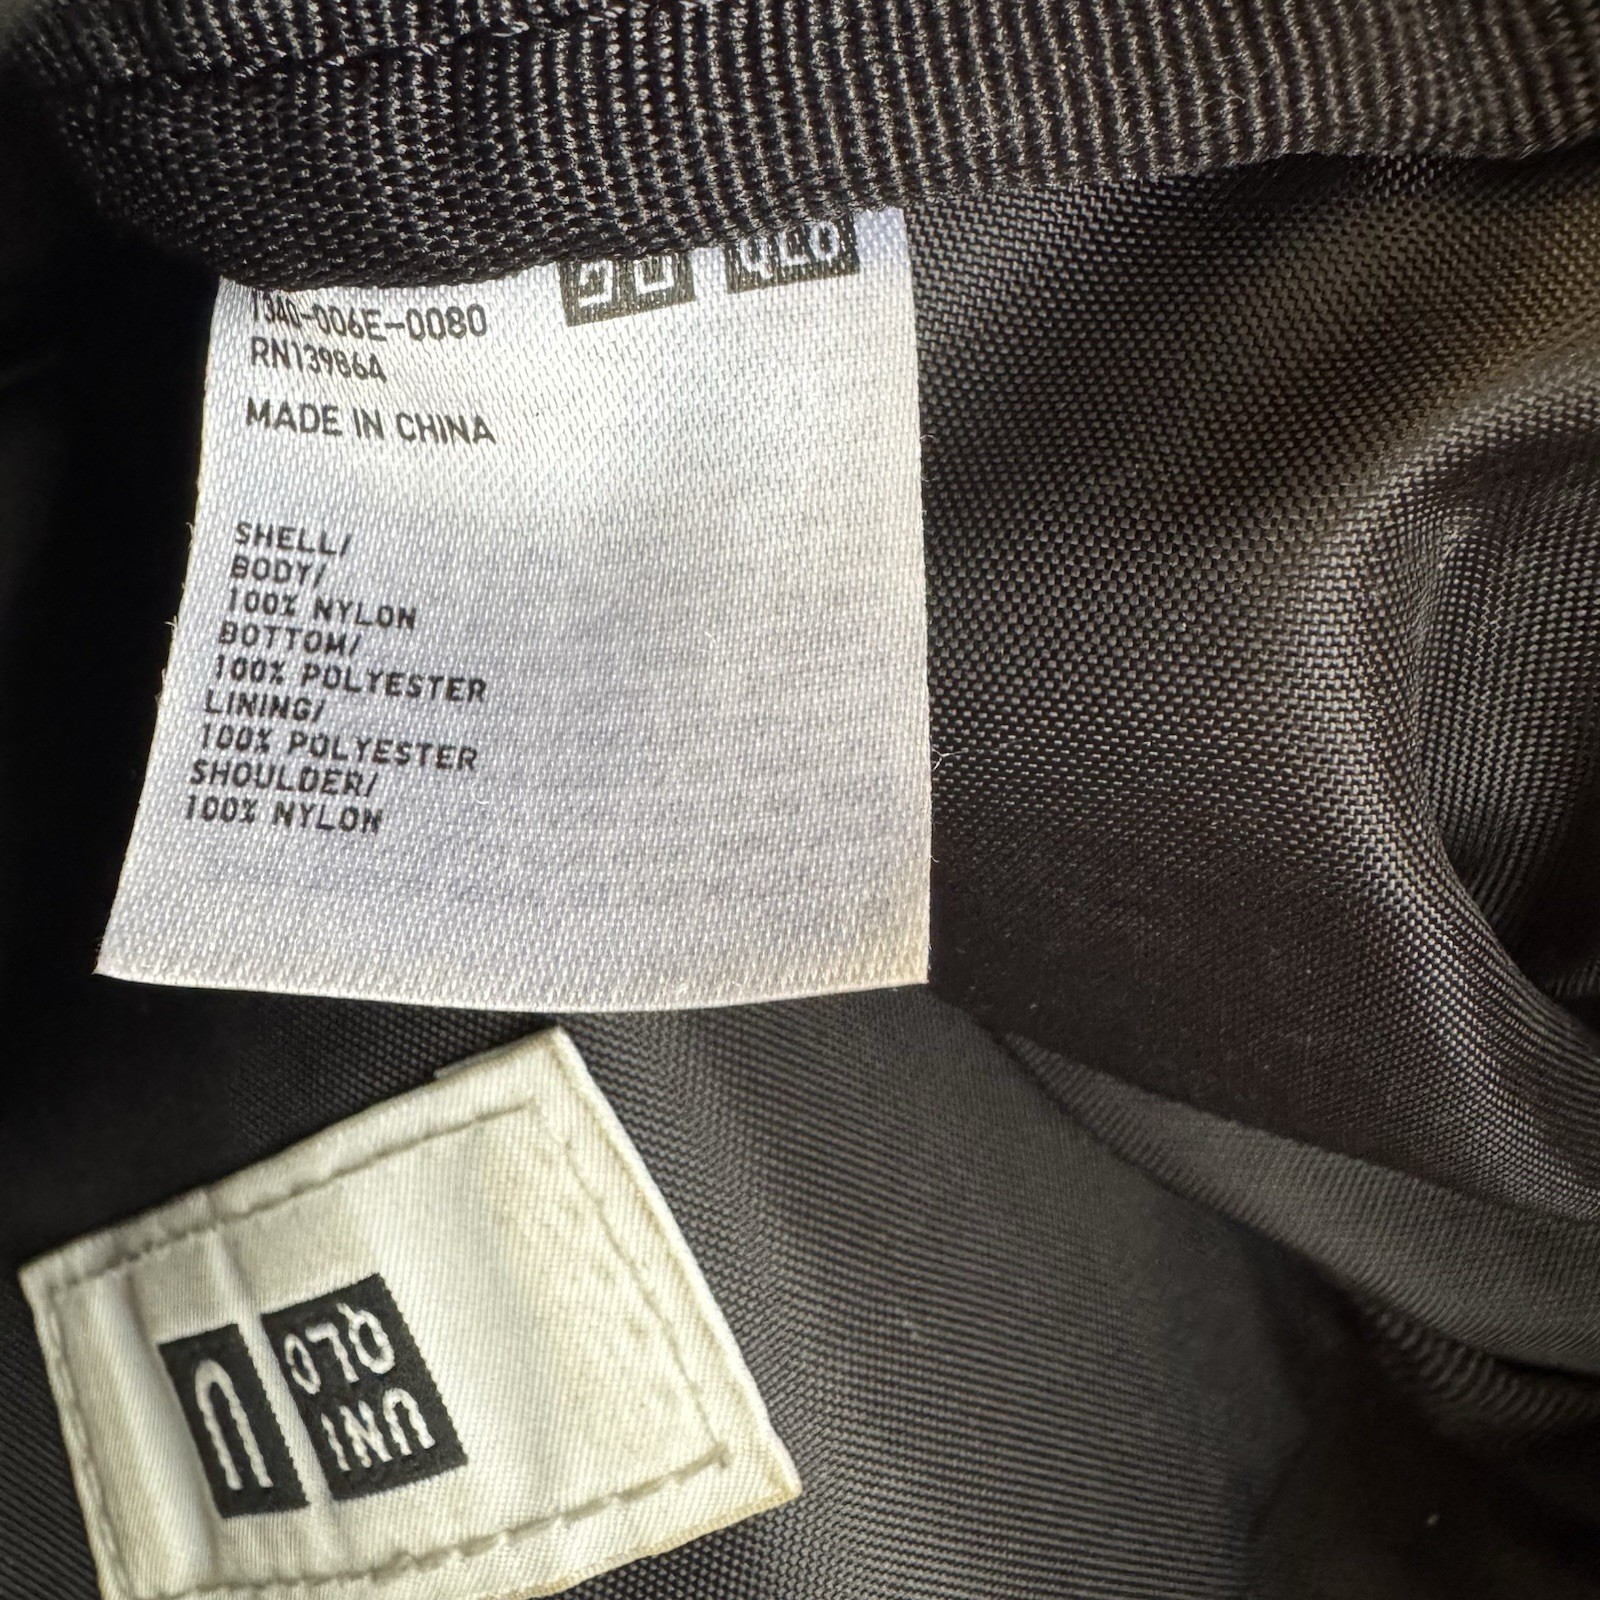 QLO
1340-006E-0080
RN139864
MADE IN CHINA
SHELL/
BODY/
100% NYLON
BOTTOM/
100% POLYESTER
LINING/
100% POLYESTER
SHOULDER/
100% NYLON
UNI
QLO
U